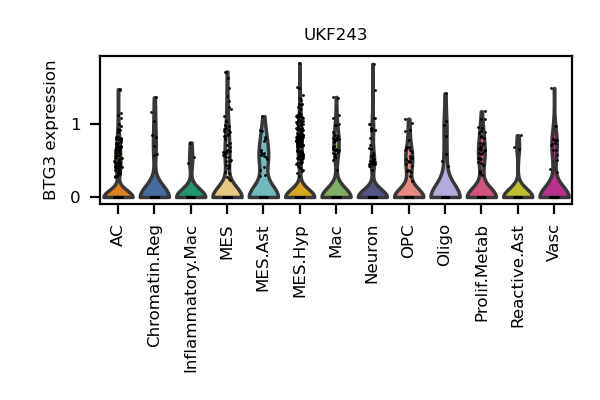 UKF243
BTG3 expression
1
0
AC
Chromatin.Reg
Inflammatory.Mac
MES
MES.Ast
MES.Hyp
Mac
Neuron
OPC
Oligo
Prolif.Metab
Reactive.Ast
Vasc